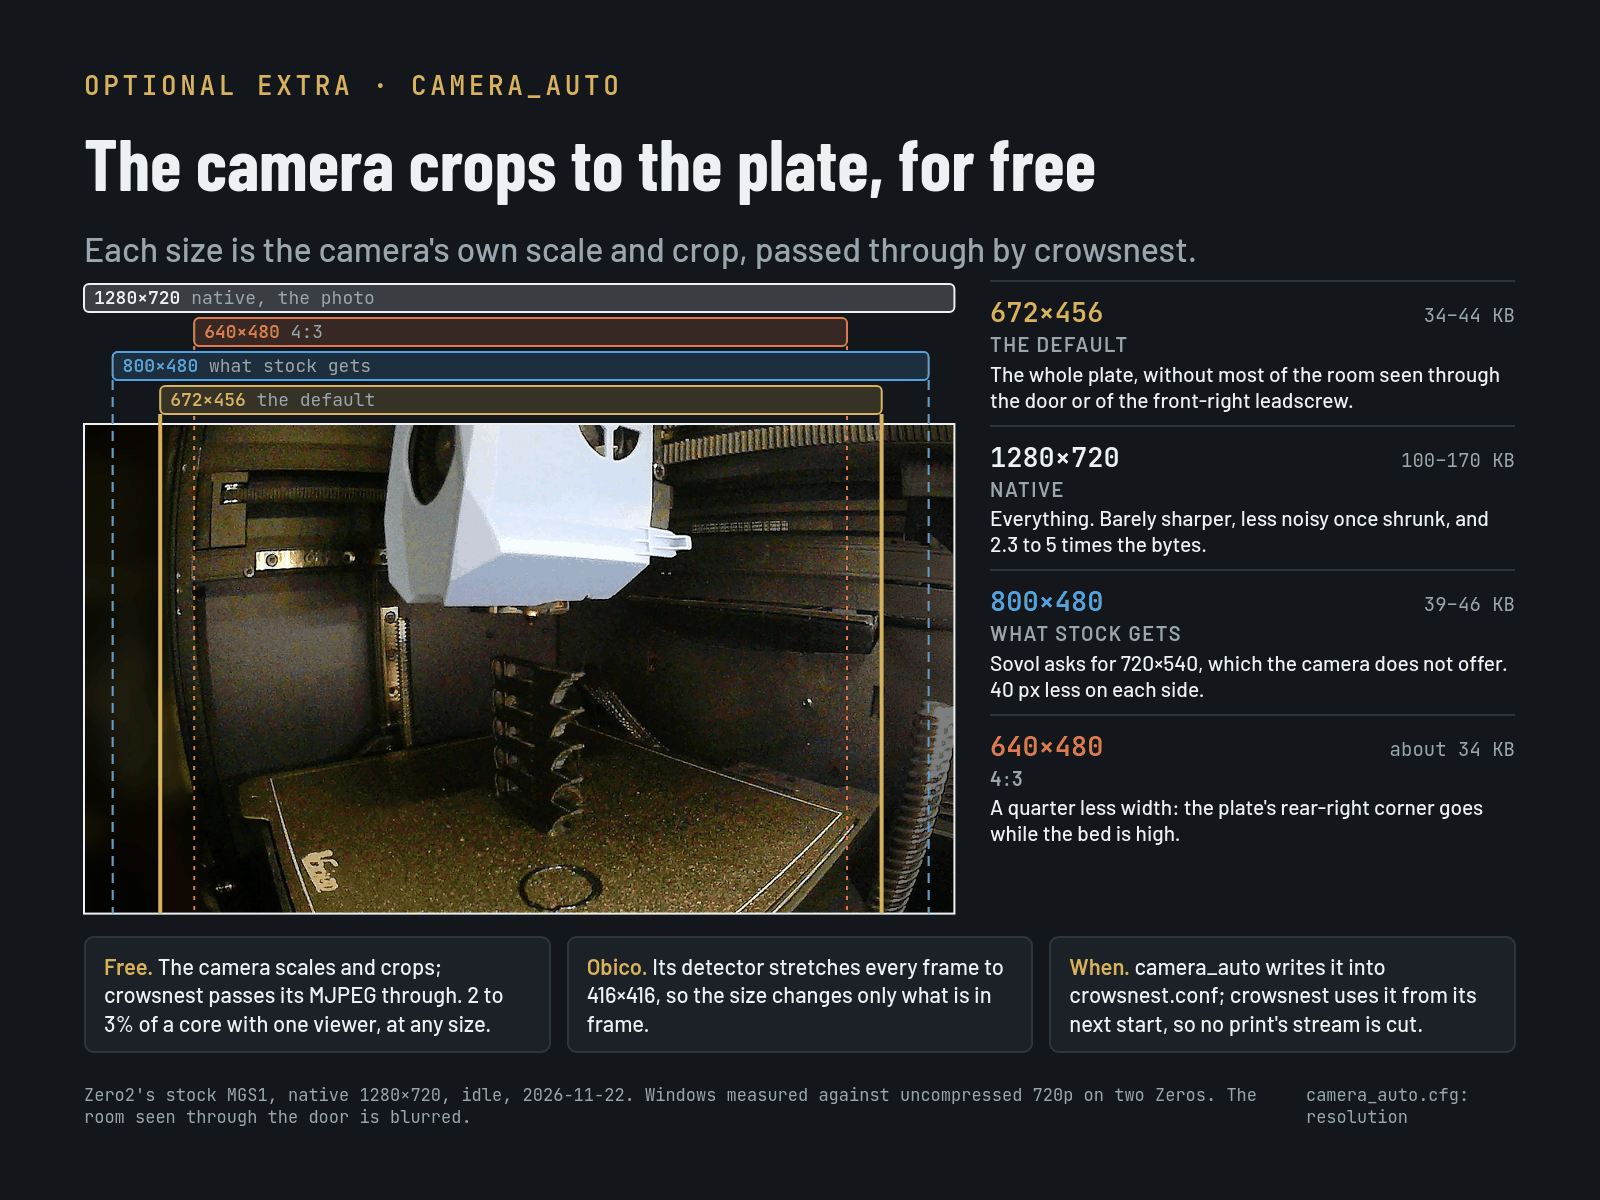 OPTIONAL EXTRA · CAMERA_AUTO
The camera crops to the plate, for free
Each size is the camera's own scale and crop, passed through by crowsnest.
1280×720 native, the photo
640×480 4:3
800×480 what stock gets
672×456 the default
672×456 34–44 KB
THE DEFAULT
The whole plate, without most of the room seen through
the door or of the front-right leadscrew.
1280×720 100–170 KB
NATIVE
Everything. Barely sharper, less noisy once shrunk, and
2.3 to 5 times the bytes.
800×480 39–46 KB
WHAT STOCK GETS
Sovol asks for 720×540, which the camera does not offer.
40 px less on each side.
640×480 about 34 KB
4:3
A quarter less width: the plate's rear-right corner goes
while the bed is high.
Free. The camera scales and crops;
crowsnest passes its MJPEG through. 2 to
3% of a core with one viewer, at any size.
Obico. Its detector stretches every frame to
416×416, so the size changes only what is in
frame.
When. camera_auto writes it into
crowsnest.conf; crowsnest uses it from its
next start, so no print's stream is cut.
Zero2's stock MGS1, native 1280×720, idle, 2026-11-22. Windows measured against uncompressed 720p on two Zeros. The
room seen through the door is blurred.
camera_auto.cfg:
resolution